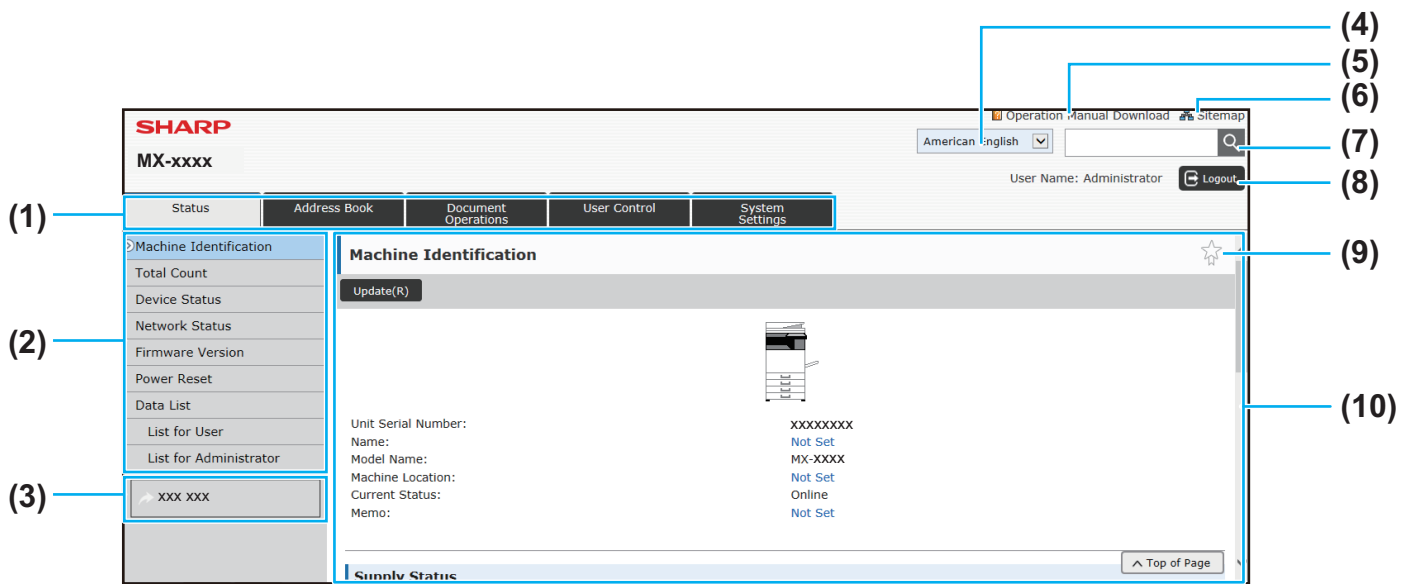 (4)
(5)
(6)
SHARP
Operation Manual Download Sitemap
American English
(7)
MX-xxxx
User Name: Administrator Logout
(8)
(1)
Status Address Book Document Operations User Control System Settings
Machine Identification
Total Count
Device Status
Network Status
Firmware Version
Power Reset
Data List
List for User
List for Administrator
(2)
(3)
XXX XXX
Machine Identification
(9)
Update(R)
(10)
Unit Serial Number: XXXXXXXX
Name: Not Set
Model Name: MX-XXXX
Machine Location: Not Set
Current Status: Online
Memo: Not Set
Top of Page
Supply Status